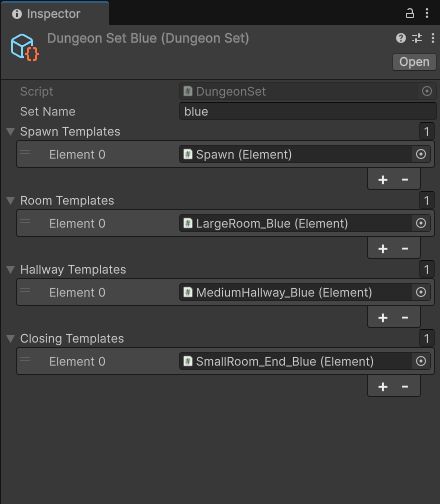 Inspector
Dungeon Set Blue (Dungeon Set)
Open
Script # DungeonSet
Set Name blue
Spawn Templates 1
Element 0 # Spawn (Element)
+ -
Room Templates 1
Element 0 # LargeRoom_Blue (Element)
+ -
Hallway Templates 1
Element 0 # MediumHallway_Blue (Element)
+ -
Closing Templates 1
Element 0 # SmallRoom_End_Blue (Element)
+ -